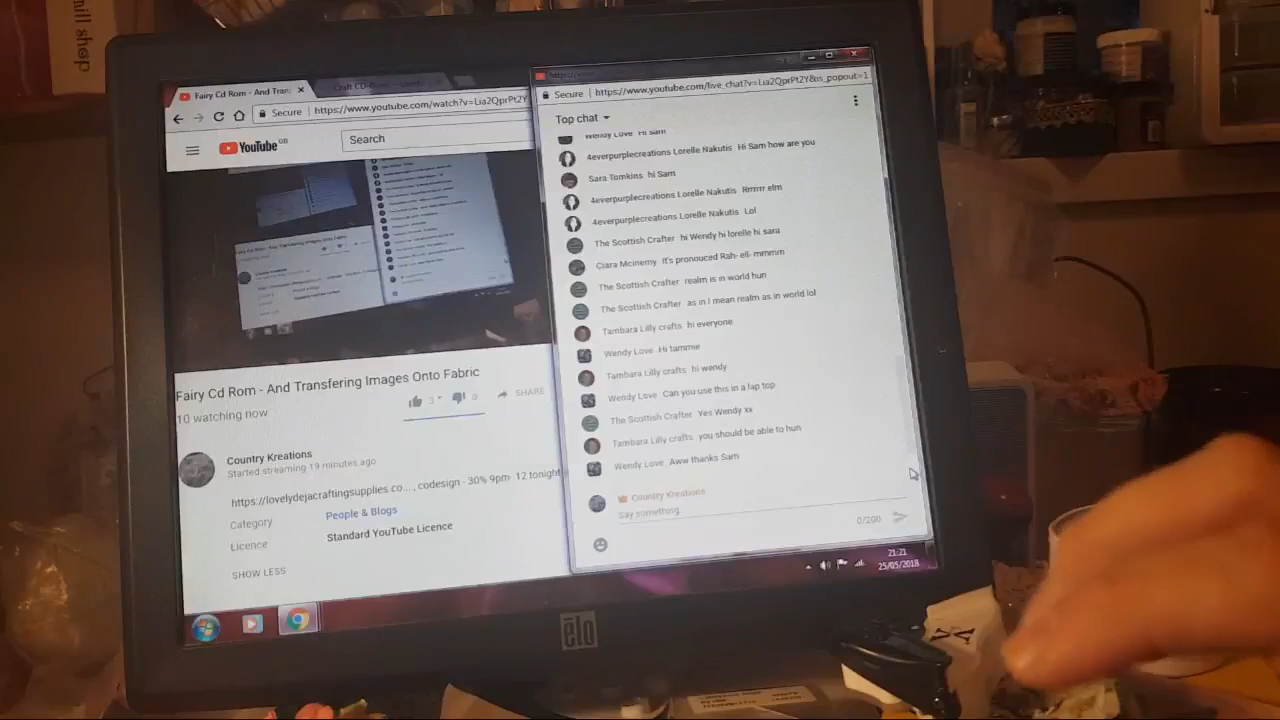 mill shop
Fairy Cd Rom - And Trans
Secure https://www.youtube.com/watch?v=Lia2QprPt2Y
YouTube GB
Search
Fairy Cd Rom - And Transfering Images Onto Fabric
10 watching now
3 0 SHARE
Country Kreations
Started streaming 19 minutes ago
https://lovelydejacraftingsupplies.co... , codesign - 30% 9pm 12 tonight
Category People & Blogs
Licence Standard YouTube Licence
SHOW LESS
Secure https://www.youtube.com/live_chat?v=Lia2QprPt2Y&is_popout=1
Top chat
Wendy Love Hi sam
4everpurplecreations Lorelle Nakutis Hi Sam how are you
Sara Tomkins hi Sam
4everpurplecreations Lorelle Nakutis Rrrrrr elm
4everpurplecreations Lorelle Nakutis Lol
The Scottish Crafter hi Wendy hi lorelle hi sara
Ciara Mcinerny It's pronouced Rah- ell- mmmm
The Scottish Crafter realm is in world hun
The Scottish Crafter as in i mean realm as in world lol
Tambara Lilly crafts hi everyone
Wendy Love Hi tammie
Tambara Lilly crafts hi wendy
Wendy Love Can you use this in a lap top
The Scottish Crafter Yes Wendy xx
Tambara Lilly crafts you should be able to hun
Wendy Love Aww thanks Sam
Country Kreations
Say something
0/200
21:21
25/05/2018
elo